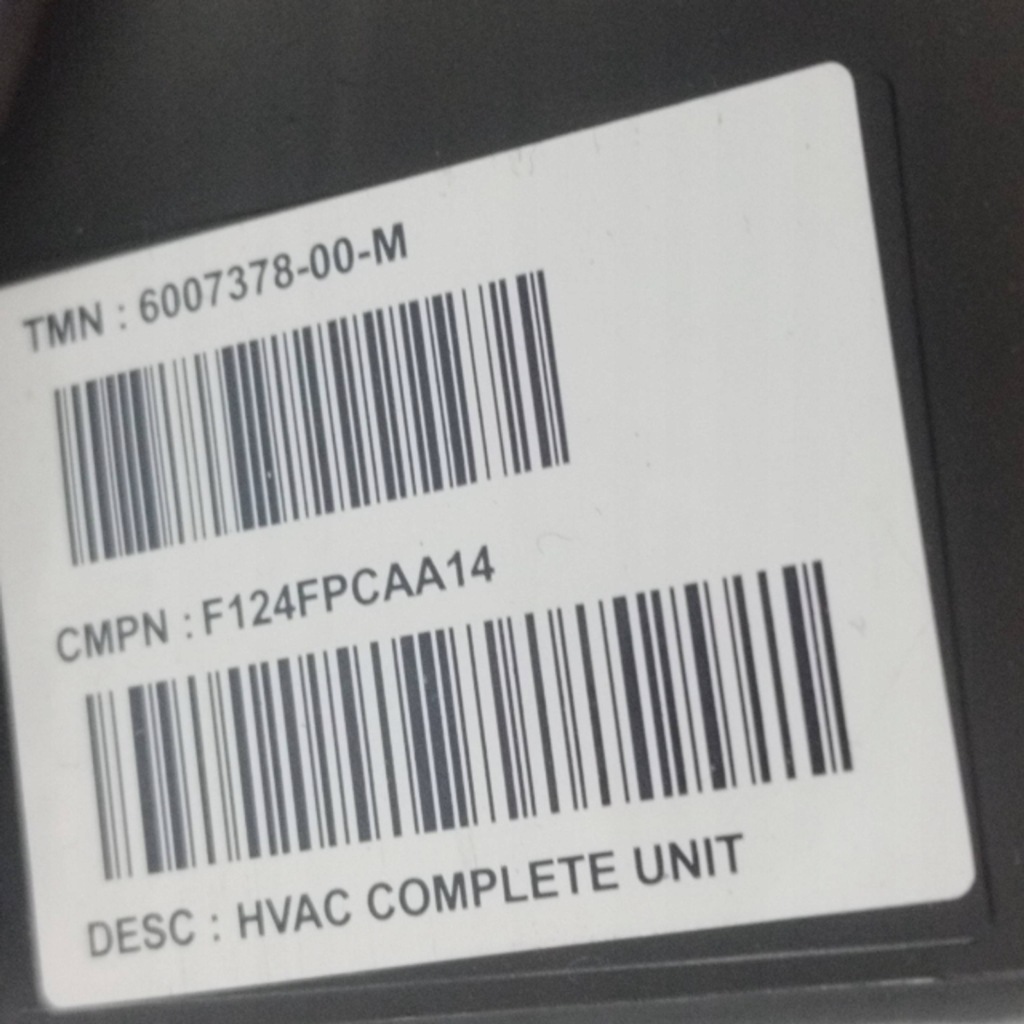 TMN : 6007378-00-M
CMPN : F124FPCAA14
DESC : HVAC COMPLETE UNIT